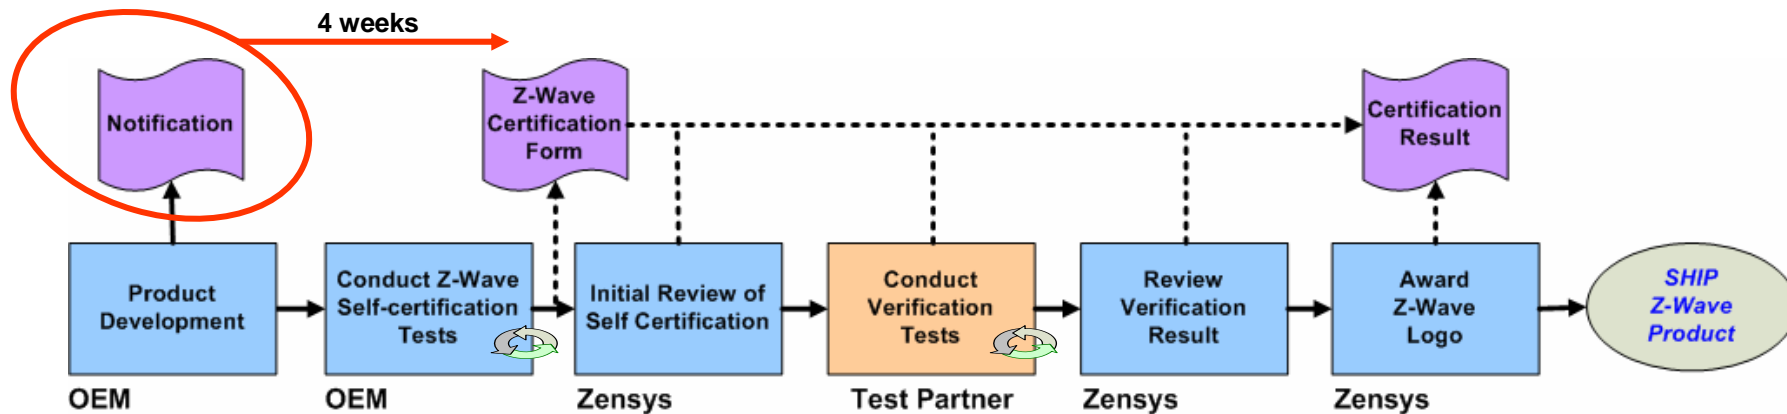 4 weeks
Notification
Z-Wave
Certification
Form
Certification
Result
Product
Development
Conduct Z-Wave
Self-certification
Tests
Initial Review of
Self Certification
Conduct
Verification
Tests
Review
Verification
Result
Award
Z-Wave
Logo
SHIP
Z-Wave
Product
OEM
OEM
Zensys
Test Partner
Zensys
Zensys